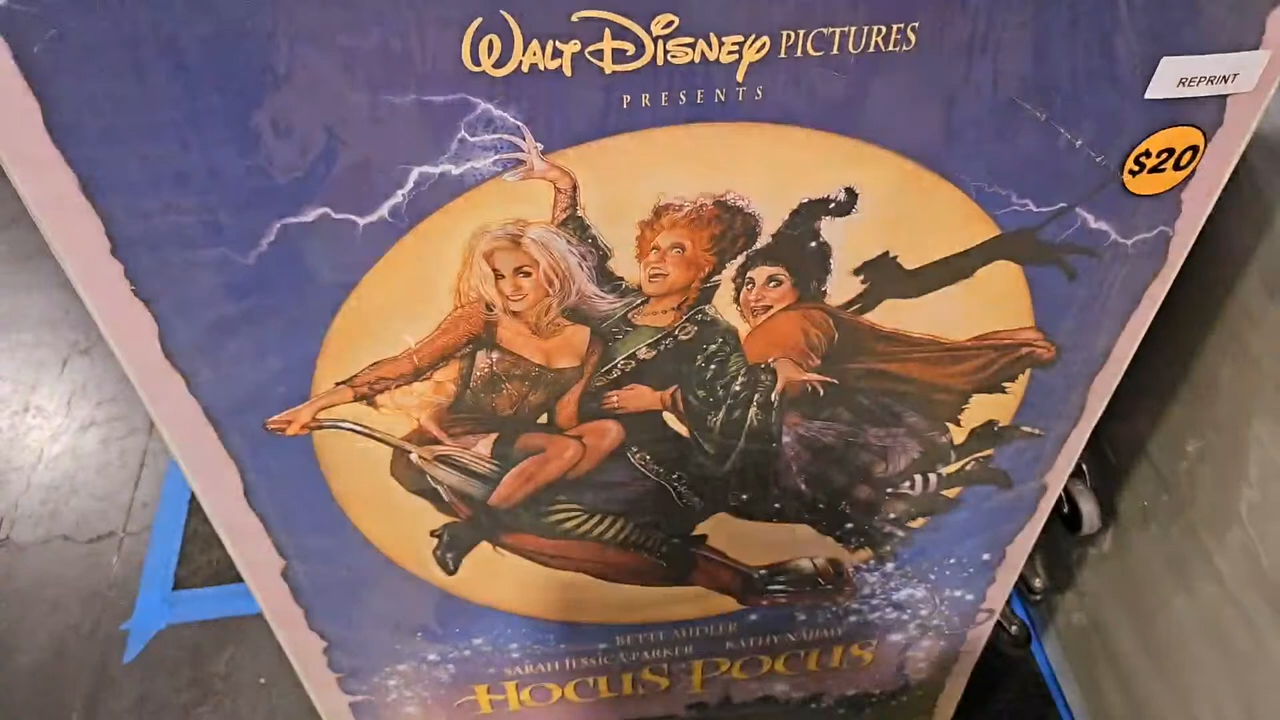 WALT DISNEY PICTURES
PRESENTS
REPRINT
$20
BETTE MIDLER
SARAH JESSICA PARKER KATHY NAJIMY
HOCUS POCUS